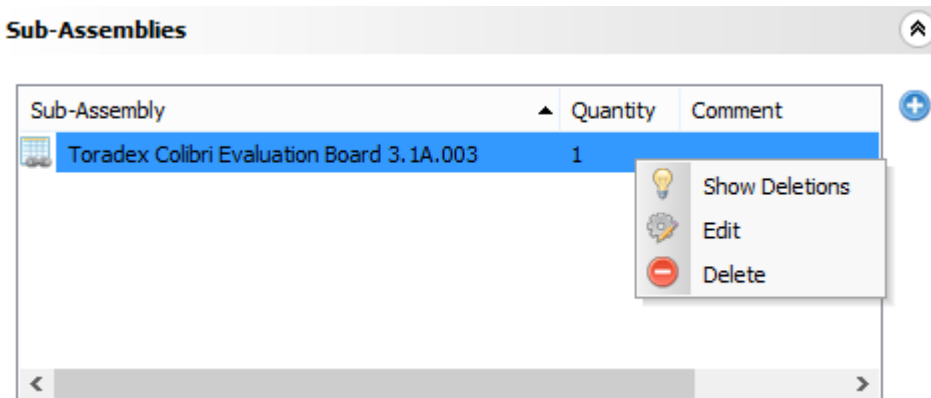 Sub-Assemblies
Sub-Assembly Quantity Comment
Toradex Colibri Evaluation Board 3.1A.003 1
Show Deletions
Edit
Delete